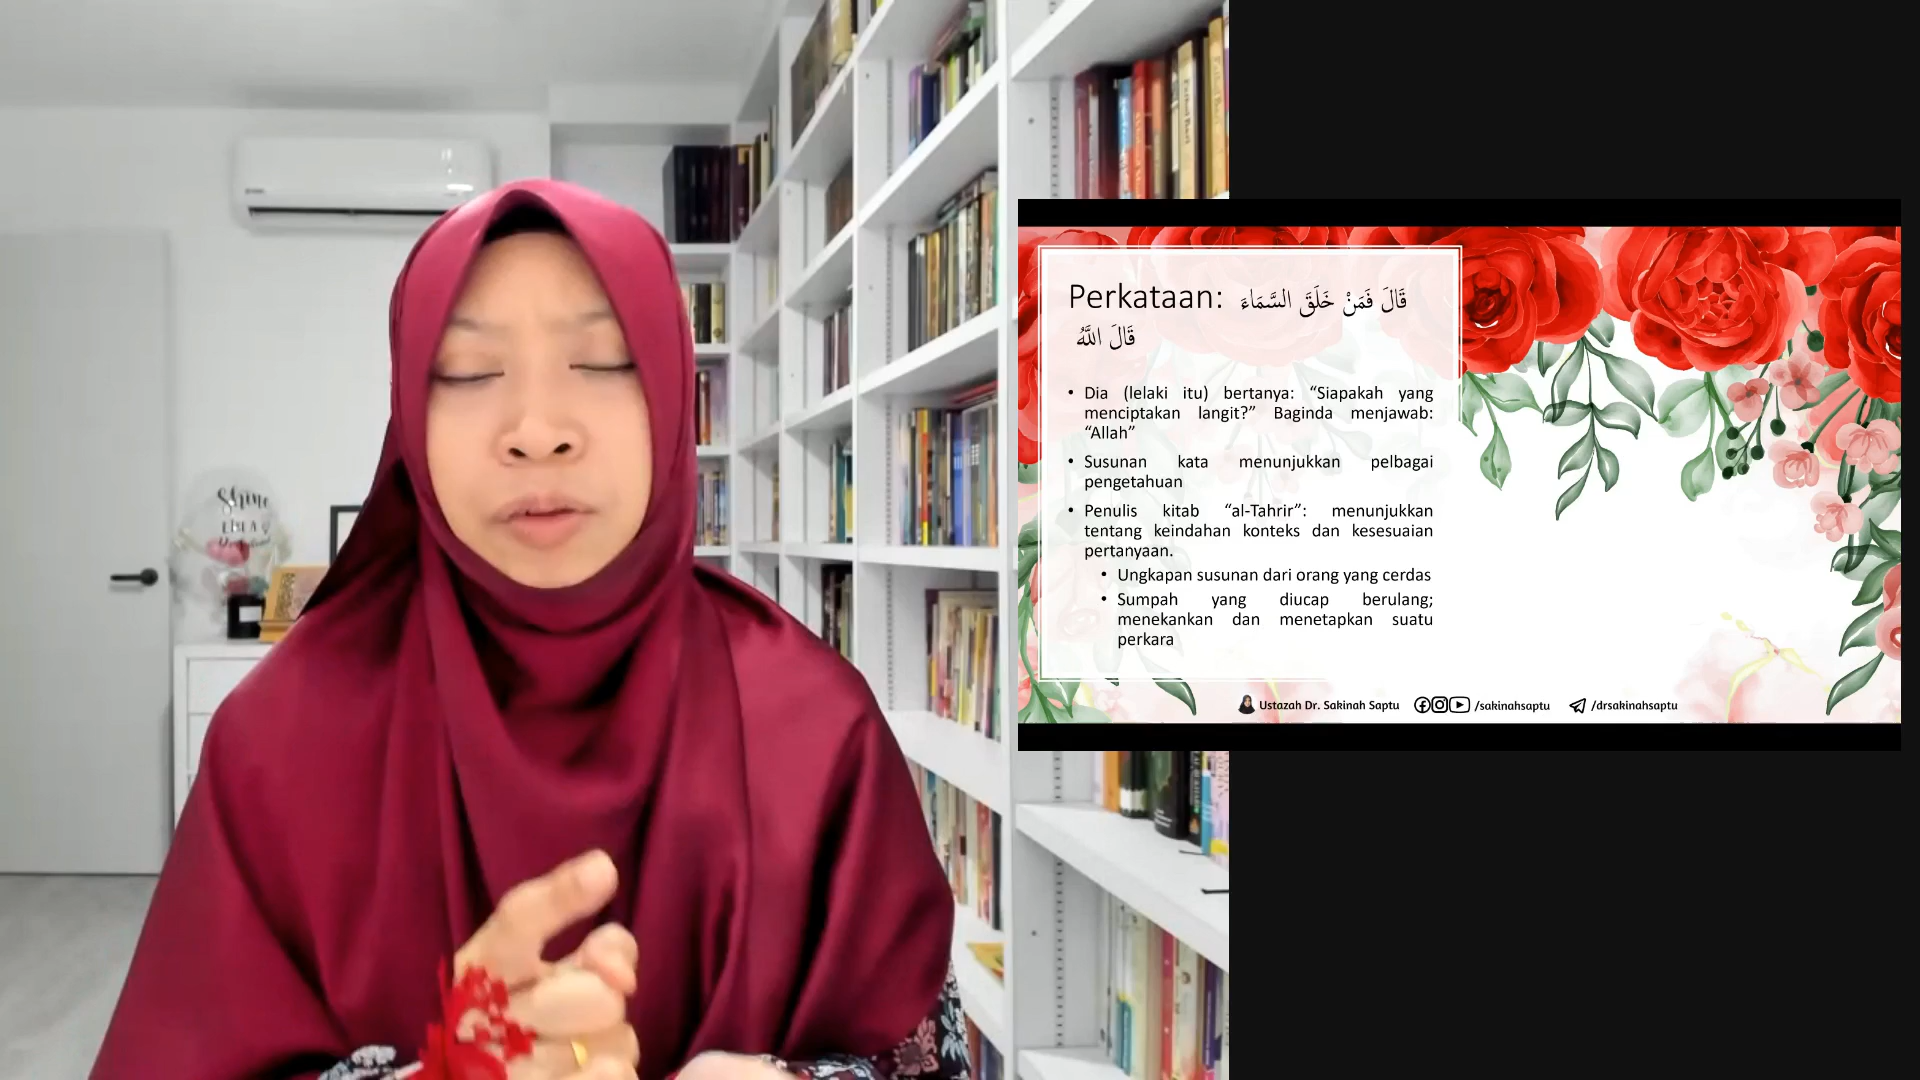 Shine
Perkataan: قَالَ فَمَنْ خَلَقَ السَّمَاءَ
قَالَ اللَّهُ
• Dia (lelaki itu) bertanya: “Siapakah yang
menciptakan langit?” Baginda menjawab:
“Allah”
• Susunan kata menunjukkan pelbagai
pengetahuan
• Penulis kitab “al-Tahrir”: menunjukkan
tentang keindahan konteks dan kesesuaian
pertanyaan.
• Ungkapan susunan dari orang yang cerdas
• Sumpah yang diucap berulang;
menekankan dan menetapkan suatu
perkara
Ustazah Dr. Sakinah Saptu /sakinahsaptu /drsakinahsaptu